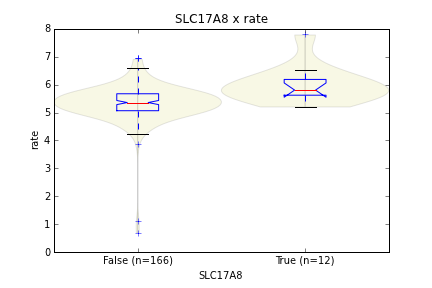 SLC17A8 x rate
8
7
6
5
4
3
2
1
0
rate
False (n=166) True (n=12)
SLC17A8